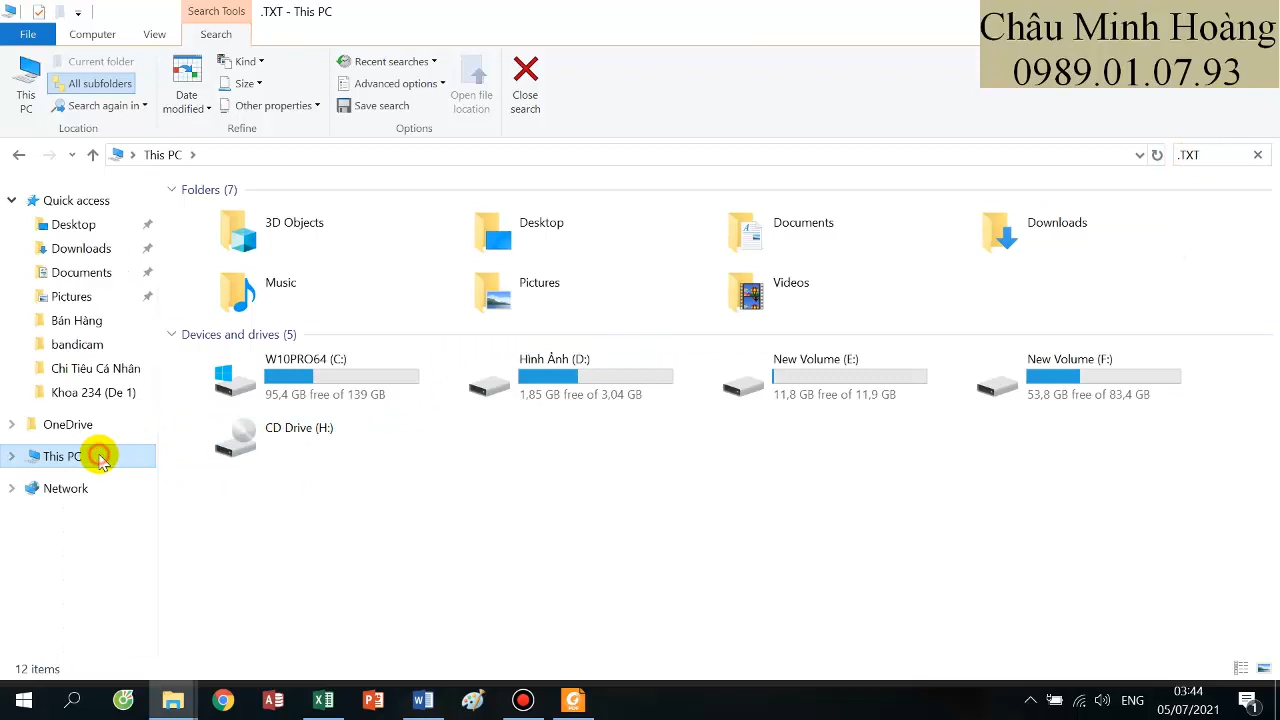 Search Tools
.TXT - This PC
Châu Minh Hoàng
0989.01.07.93
File
Computer
View
Search
This PC
Current folder
All subfolders
Search again in
Location
Date modified
Kind
Size
Other properties
Refine
Recent searches
Advanced options
Save search
Open file location
Options
Close search
This PC
.TXT
Quick access
Desktop
Downloads
Documents
Pictures
Bán Hàng
bandicam
Chi Tiêu Cá Nhân
Khoa 234 (De 1)
OneDrive
This PC
Network
Folders (7)
3D Objects
Desktop
Documents
Downloads
Music
Pictures
Videos
Devices and drives (5)
W10PRO64 (C:)
95,4 GB free of 139 GB
Hình Ảnh (D:)
1,85 GB free of 3,04 GB
New Volume (E:)
11,8 GB free of 11,9 GB
New Volume (F:)
53,8 GB free of 83,4 GB
CD Drive (H:)
12 items
ENG
03:44
05/07/2021
1